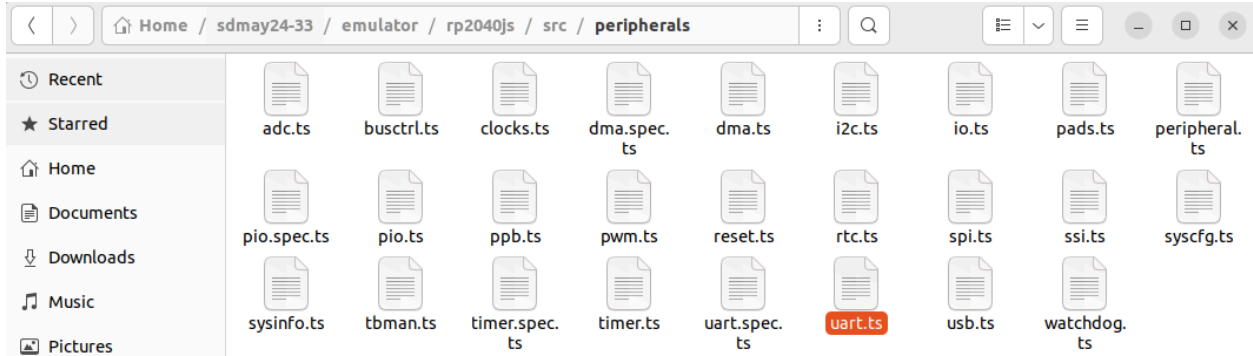 Home / sdmay24-33 / emulator / rp2040js / src / peripherals
Recent
Starred
Home
Documents
Downloads
Music
Pictures
adc.ts busctrl.ts clocks.ts dma.spec. dma.ts i2c.ts io.ts pads.ts peripheral.
ts ts
pio.spec.ts pio.ts ppb.ts pwm.ts reset.ts rtc.ts spi.ts ssi.ts syscfg.ts
sysinfo.ts tbman.ts timer.spec. timer.ts uart.spec. uart.ts usb.ts watchdog.
ts ts ts